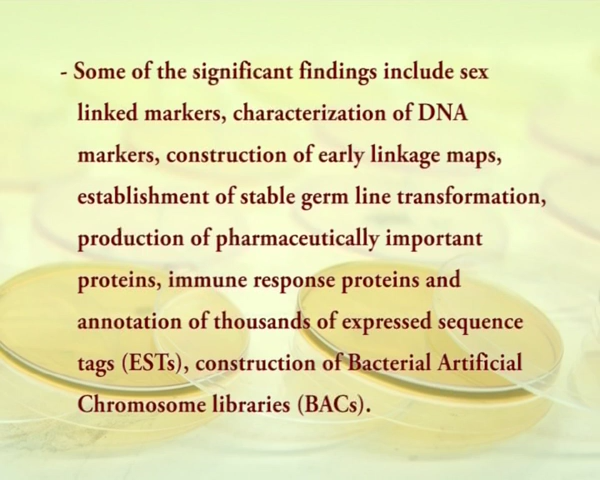 - Some of the significant findings include sex
linked markers, characterization of DNA
markers, construction of early linkage maps,
establishment of stable germ line transformation,
production of pharmaceutically important
proteins, immune response proteins and
annotation of thousands of expressed sequence
tags (ESTs), construction of Bacterial Artificial
Chromosome libraries (BACs).